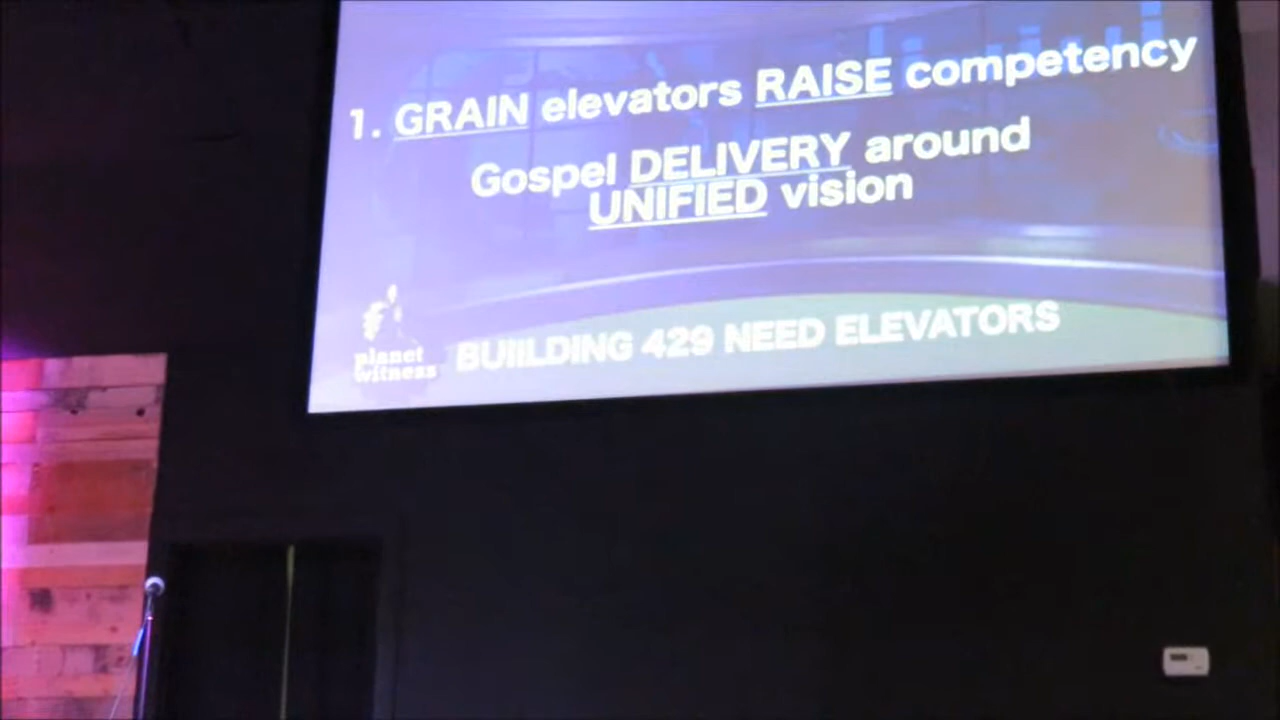 1. GRAIN elevators RAISE competency
Gospel DELIVERY around
UNIFIED vision
planet
witness
BUIILDING 429 NEED ELEVATORS